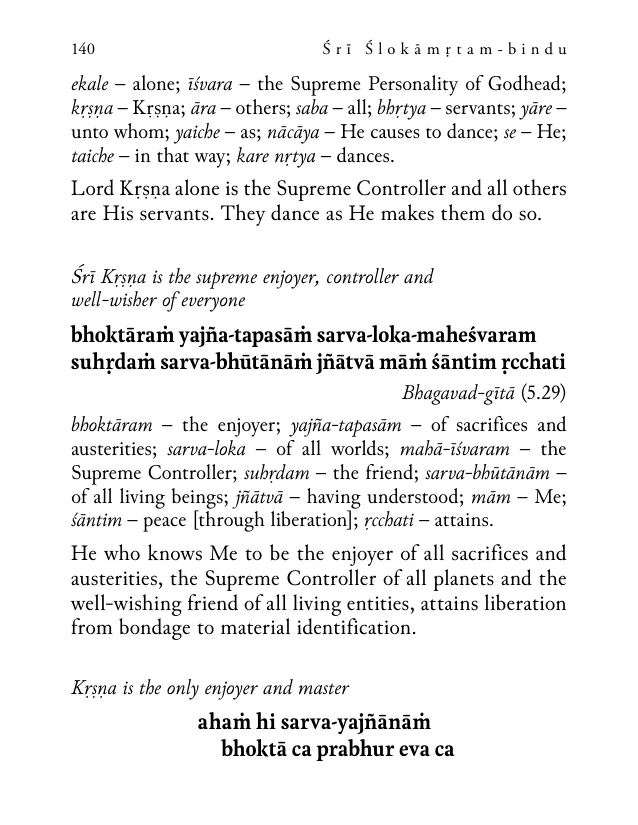 140 Śrī Ślokāmṛtam-bindu
ekale – alone; īśvara – the Supreme Personality of Godhead;
kṛṣṇa – Kṛṣṇa; āra – others; saba – all; bhṛtya – servants; yāre –
unto whom; yaiche – as; nācāya – He causes to dance; se – He;
taiche – in that way; kare nṛtya – dances.
Lord Kṛṣṇa alone is the Supreme Controller and all others
are His servants. They dance as He makes them do so.
Śrī Kṛṣṇa is the supreme enjoyer, controller and
well-wisher of everyone
bhoktāraṁ yajña-tapasāṁ sarva-loka-maheśvaram
suhṛdaṁ sarva-bhūtānāṁ jñātvā māṁ śāntim ṛcchati
Bhagavad-gītā (5.29)
bhoktāram – the enjoyer; yajña-tapasām – of sacrifices and
austerities; sarva-loka – of all worlds; mahā-īśvaram – the
Supreme Controller; suhṛdam – the friend; sarva-bhūtānām –
of all living beings; jñātvā – having understood; mām – Me;
śāntim – peace [through liberation]; ṛcchati – attains.
He who knows Me to be the enjoyer of all sacrifices and
austerities, the Supreme Controller of all planets and the
well-wishing friend of all living entities, attains liberation
from bondage to material identification.
Kṛṣṇa is the only enjoyer and master
ahaṁ hi sarva-yajñānāṁ
bhoktā ca prabhur eva ca